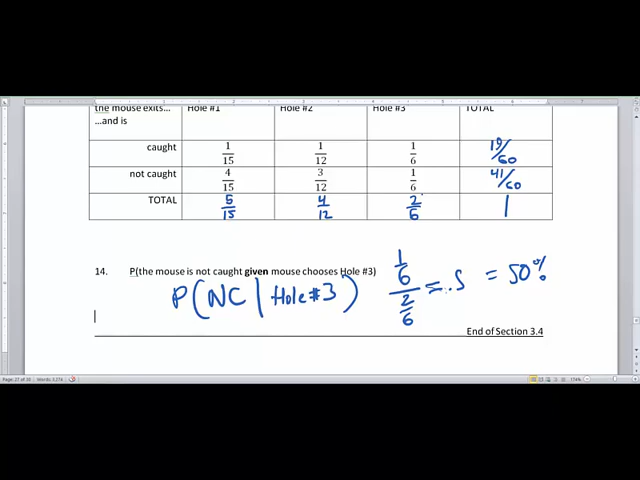 the mouse exits... Hole #1 Hole #2 Hole #3 TOTAL
...and is
caught 1/15 1/12 1/6 19/60
not caught 4/15 3/12 1/6 41/60
TOTAL 5/15 4/12 2/6 1
14. P(the mouse is not caught given mouse chooses Hole #3)
P(NC | Hole #3) 1/6 / 2/6 = .5 = 50%
End of Section 3.4